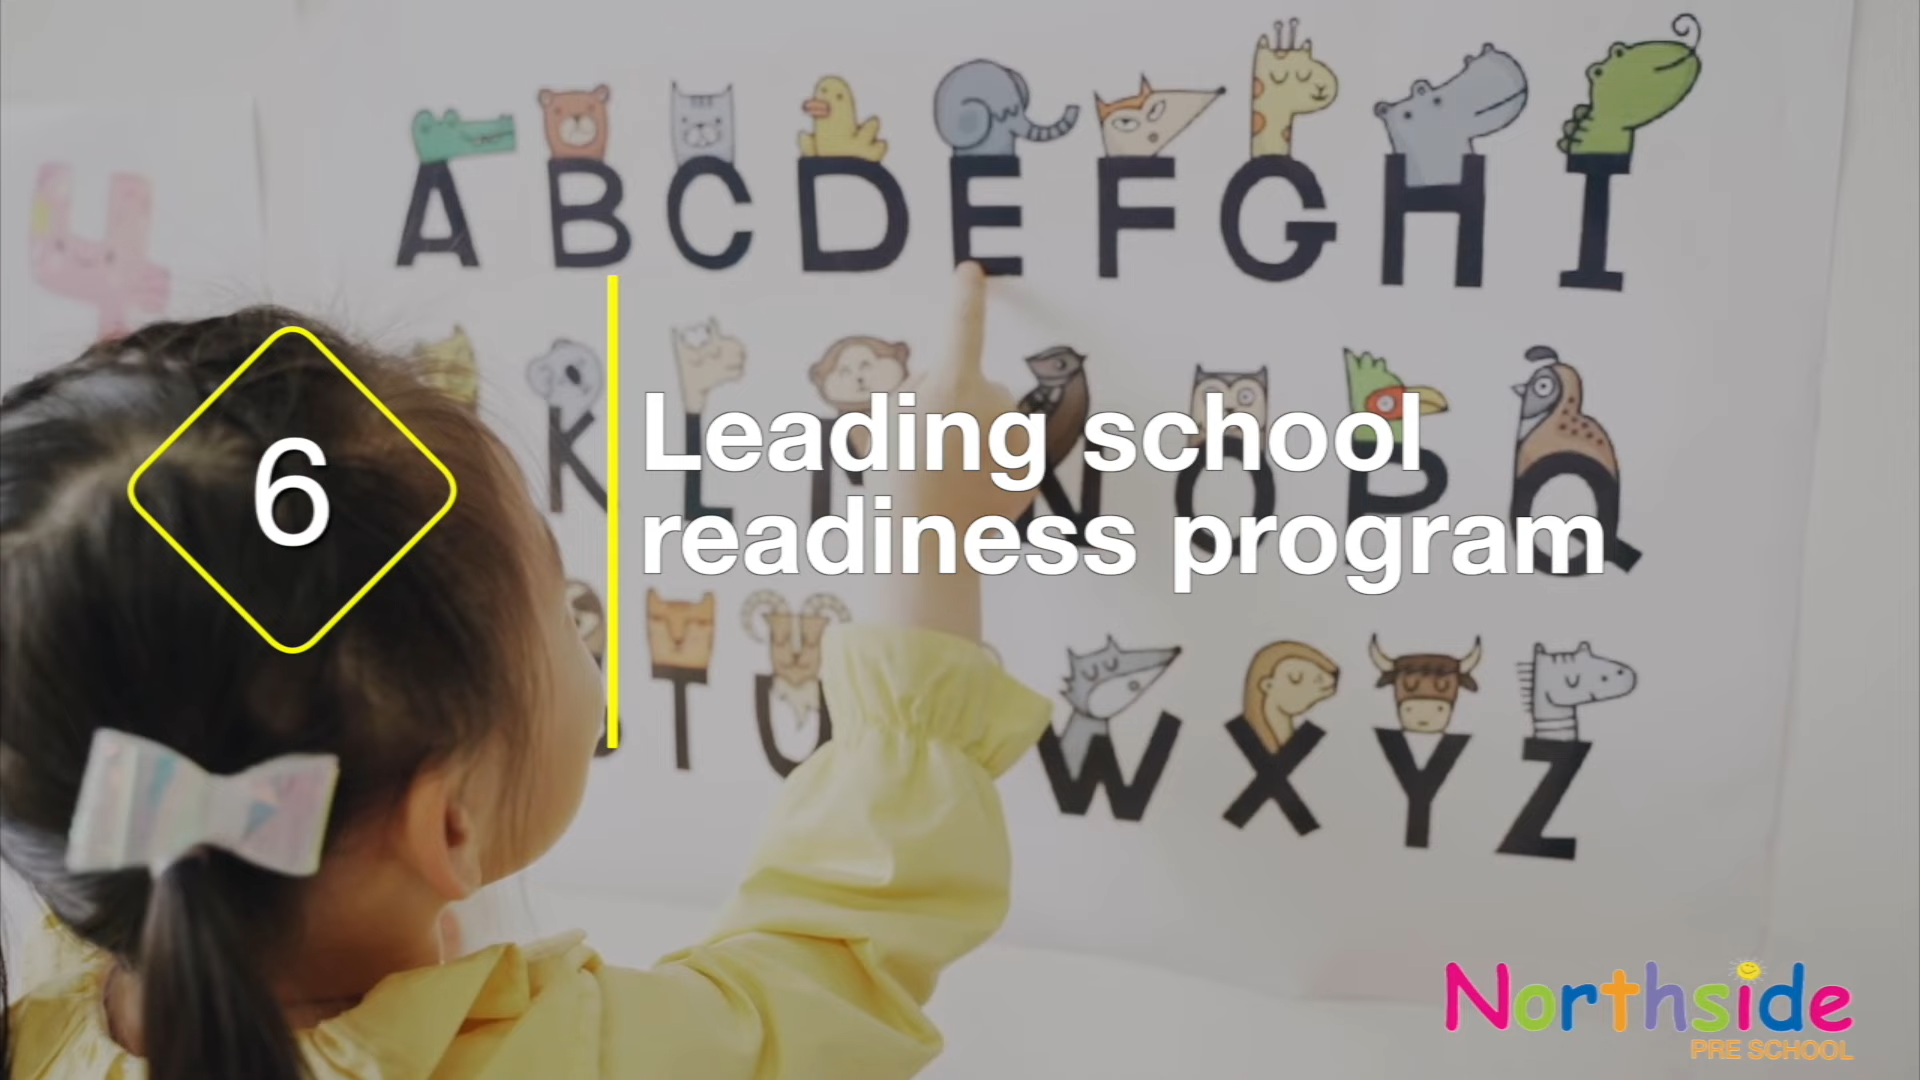 A B C D E F G H I
K L M N O P Q
S T U W X Y Z
6
Leading school
readiness program
Northside
PRE SCHOOL